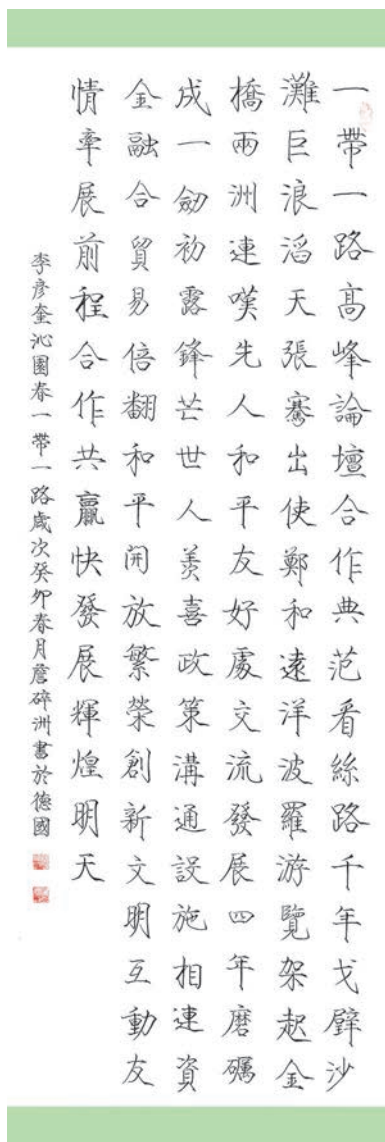 一帶一路高峰論壇合作典范看絲路千年戈壁沙
灘巨浪滔天張騫出使鄭和遠洋波羅游覽架起金
橋兩洲連嘆先人和平友好處交流發展四年磨礪
成一劒初露鋒芒世人羨喜政策溝通設施相連資
金融合貿易倍翻和平開放繁榮創新文明互動友
情牽展前程合作共贏快發展輝煌明天
李彦奎沁園春一帶一路歲次癸卯春月詹碎洲書於德國